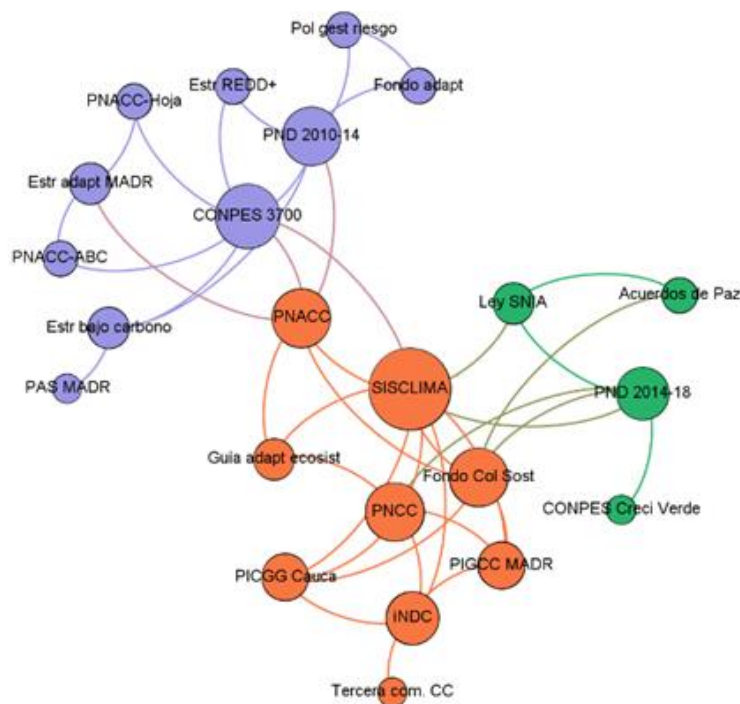 Pol gest riesgo
Estr REDD+
Fondo adapt
PNACC-Hoja
PND 2010-14
Estr adapt MADR
CONPES 3700
PNACC-ABC
Ley SNIA
Acuerdos de Paz
Estr bajo carbono
PNACC
PAS MADR
SISCLIMA
PND 2014-18
Guia adapt ecosist
Fondo Col Sost
PNCC
CONPES Creci Verde
PICGG Cauca
PIGCC MADR
iNDC
Tercera com. CC